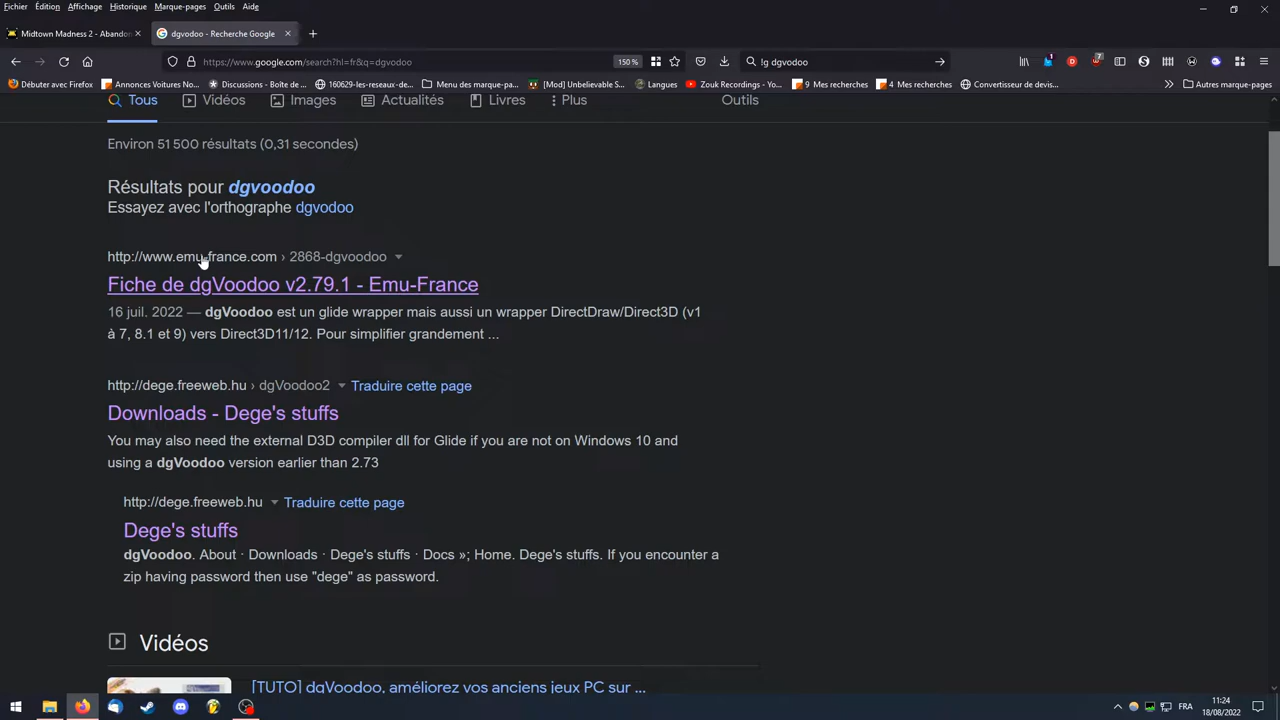 Fichier Édition Affichage Historique Marque-pages Outils Aide
Midtown Madness 2 - Abandon
dgvodoo - Recherche Google
https://www.google.com/search?hl=fr&q=dgvodoo
150 %
!g dgvodoo
Débuter avec Firefox
Annonces Voitures No...
Discussions - Boite de ...
160629-les-reseaux-de...
Menu des marque-pa...
[Mod] Unbelievable S...
Langues
Zouk Recordings - Yo...
9 Mes recherches
4 Mes recherches
Convertisseur de devis...
Autres marque-pages
Tous Vidéos Images Actualités Livres Plus Outils
Environ 51 500 résultats (0,31 secondes)
Résultats pour dgvoodoo
Essayez avec l'orthographe dgvodoo
http://www.emu-france.com › 2868-dgvoodoo
Fiche de dgVoodoo v2.79.1 - Emu-France
16 juil. 2022 — dgVoodoo est un glide wrapper mais aussi un wrapper DirectDraw/Direct3D (v1
à 7, 8.1 et 9) vers Direct3D11/12. Pour simplifier grandement ...
http://dege.freeweb.hu › dgVoodoo2 Traduire cette page
Downloads - Dege's stuffs
You may also need the external D3D compiler dll for Glide if you are not on Windows 10 and
using a dgVoodoo version earlier than 2.73
http://dege.freeweb.hu Traduire cette page
Dege's stuffs
dgVoodoo. About · Downloads · Dege's stuffs · Docs »; Home. Dege's stuffs. If you encounter a
zip having password then use "dege" as password.
Vidéos
[TUTO] dgVoodoo, améliorez vos anciens jeux PC sur ...
FRA
11:24
18/08/2022